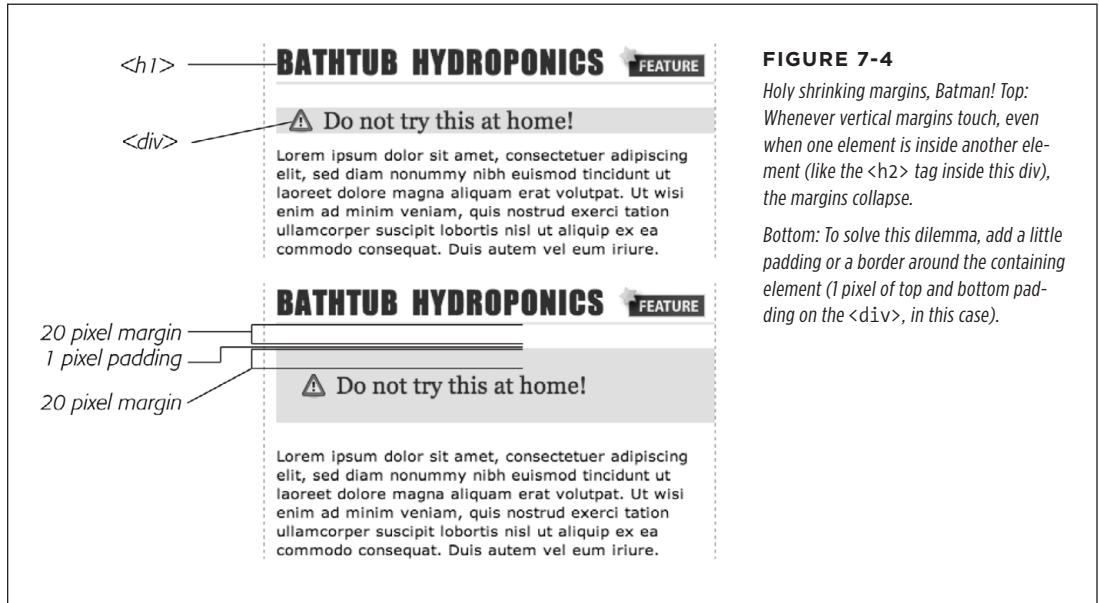 <h1>
BATHTUB HYDROPONICS FEATURE
<div>
Do not try this at home!
Lorem ipsum dolor sit amet, consectetuer adipiscing
elit, sed diam nonummy nibh euismod tincidunt ut
laoreet dolore magna aliquam erat volutpat. Ut wisi
enim ad minim veniam, quis nostrud exerci tation
ullamcorper suscipit lobortis nisl ut aliquip ex ea
commodo consequat. Duis autem vel eum iriure.
BATHTUB HYDROPONICS FEATURE
20 pixel margin
1 pixel padding
20 pixel margin
Do not try this at home!
Lorem ipsum dolor sit amet, consectetuer adipiscing
elit, sed diam nonummy nibh euismod tincidunt ut
laoreet dolore magna aliquam erat volutpat. Ut wisi
enim ad minim veniam, quis nostrud exerci tation
ullamcorper suscipit lobortis nisl ut aliquip ex ea
commodo consequat. Duis autem vel eum iriure.
FIGURE 7-4
Holy shrinking margins, Batman! Top:
Whenever vertical margins touch, even
when one element is inside another ele-
ment (like the <h2> tag inside this div),
the margins collapse.
Bottom: To solve this dilemma, add a little
padding or a border around the containing
element (1 pixel of top and bottom pad-
ding on the <div>, in this case).